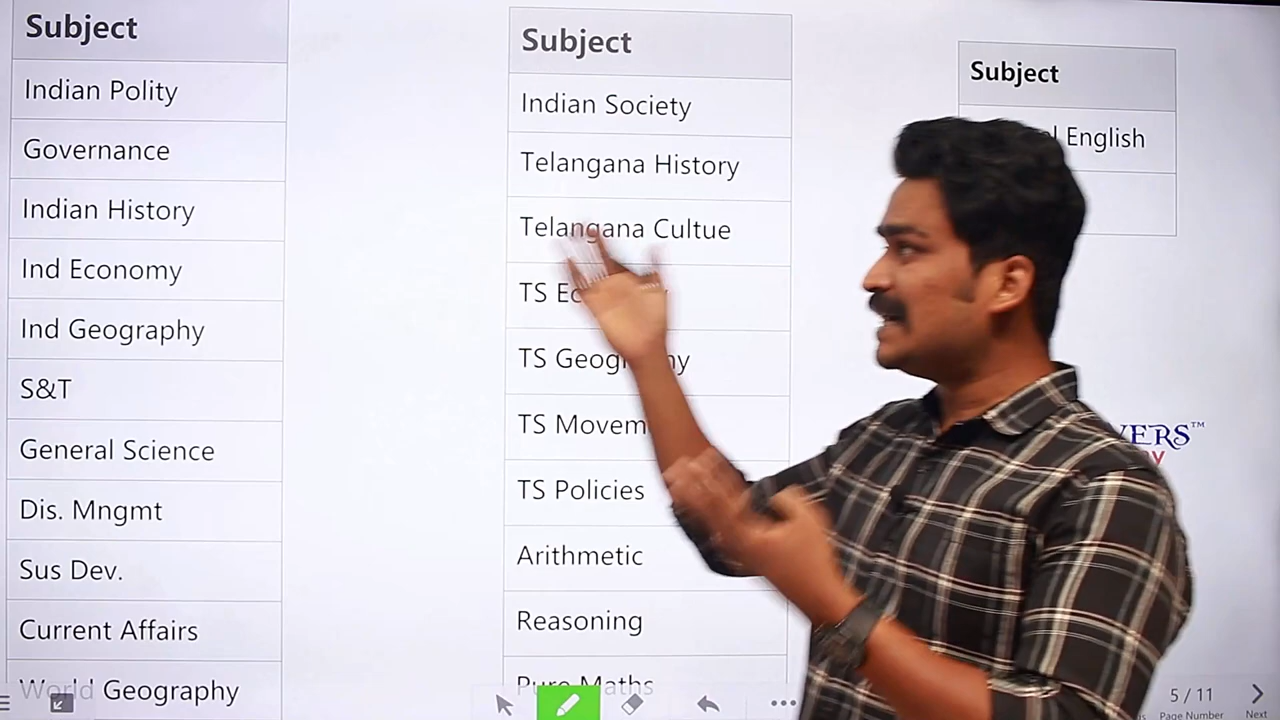 Subject
Indian Polity
Governance
Indian History
Ind Economy
Ind Geography
S&T
General Science
Dis. Mngmt
Sus Dev.
Current Affairs
World Geography
Subject
Indian Society
Telangana History
Telangana Cultue
TS
TS
TS
TS Policies
Arithmetic
Reasoning
Pure Maths
Subject
English
5 / 11
Page Number
Next